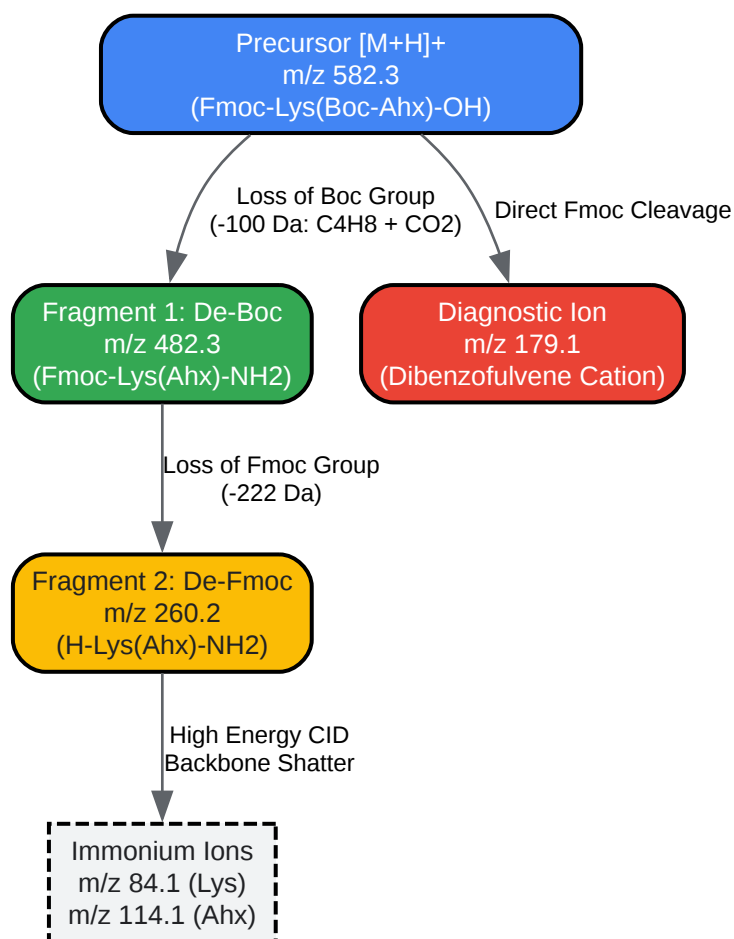 Precursor [M+H]+
m/z 582.3
(Fmoc-Lys(Boc-Ahx)-OH)
Loss of Boc Group
(-100 Da: C4H8 + CO2)
Direct Fmoc Cleavage
Fragment 1: De-Boc
m/z 482.3
(Fmoc-Lys(Ahx)-NH2)
Diagnostic Ion
m/z 179.1
(Dibenzofulvene Cation)
Loss of Fmoc Group
(-222 Da)
Fragment 2: De-Fmoc
m/z 260.2
(H-Lys(Ahx)-NH2)
High Energy CID
Backbone Shatter
Immonium Ions
m/z 84.1 (Lys)
m/z 114.1 (Ahx)